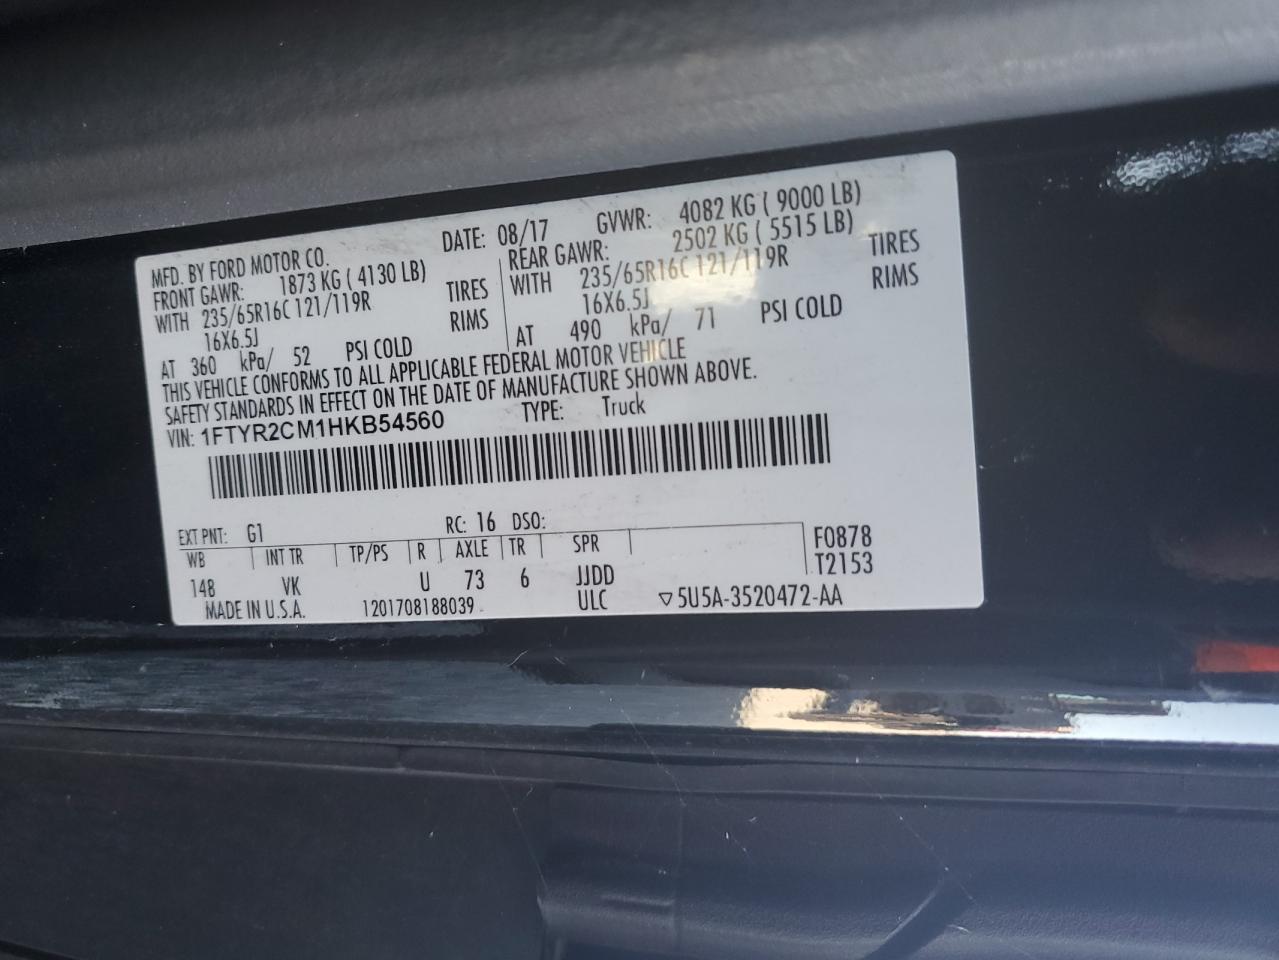 MFD. BY FORD MOTOR CO. DATE: 08/17 GVWR: 4082 KG ( 9000 LB)
FRONT GAWR: 1873 KG ( 4130 LB) REAR GAWR: 2502 KG ( 5515 LB)
WITH 235/65R16C 121/119R TIRES WITH 235/65R16C 121/119R TIRES
16X6.5J RIMS 16X6.5J RIMS
AT 360 kPa/ 52 PSI COLD AT 490 kPa/ 71 PSI COLD
THIS VEHICLE CONFORMS TO ALL APPLICABLE FEDERAL MOTOR VEHICLE
SAFETY STANDARDS IN EFFECT ON THE DATE OF MANUFACTURE SHOWN ABOVE.
VIN: 1FTYR2CM1HKB54560 TYPE: Truck
EXT PNT: G1 RC: 16 DSO:
WB INT TR TP/PS R AXLE TR SPR F0878
T2153
148 VK U 73 6 JJDD
MADE IN U.S.A. 1201708188039 ULC ▽5U5A-3520472-AA